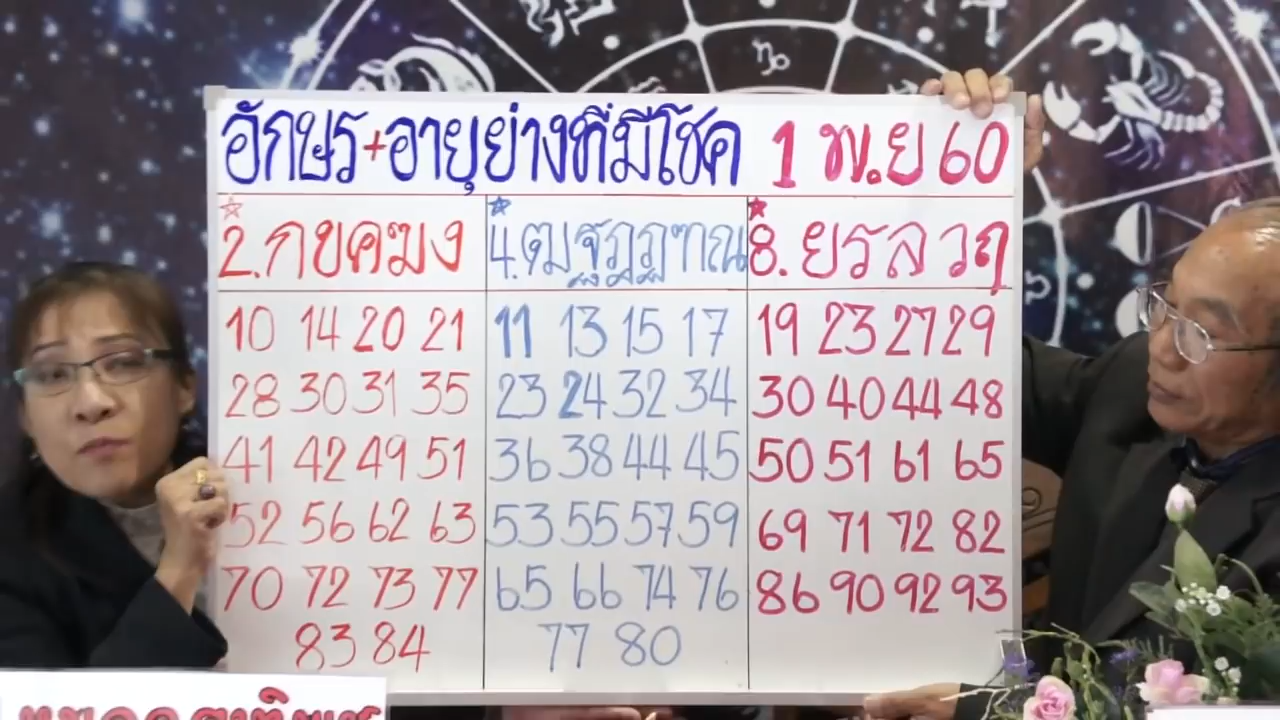 อักษร+อายุย่างที่มีโชค 1 พ.ย 60
2. ก ข ค ฆ ง
4. ฒ ฐ ฎ ฏ ฑ ณ
8. ย ร ล ว ฤ
10 14 20 21
28 30 31 35
41 42 49 51
52 56 62 63
70 72 73 77
83 84
11 13 15 17
23 24 32 34
36 38 44 45
53 55 57 59
65 66 74 76
77 80
19 23 27 29
30 40 44 48
50 51 61 65
69 71 72 82
86 90 92 93